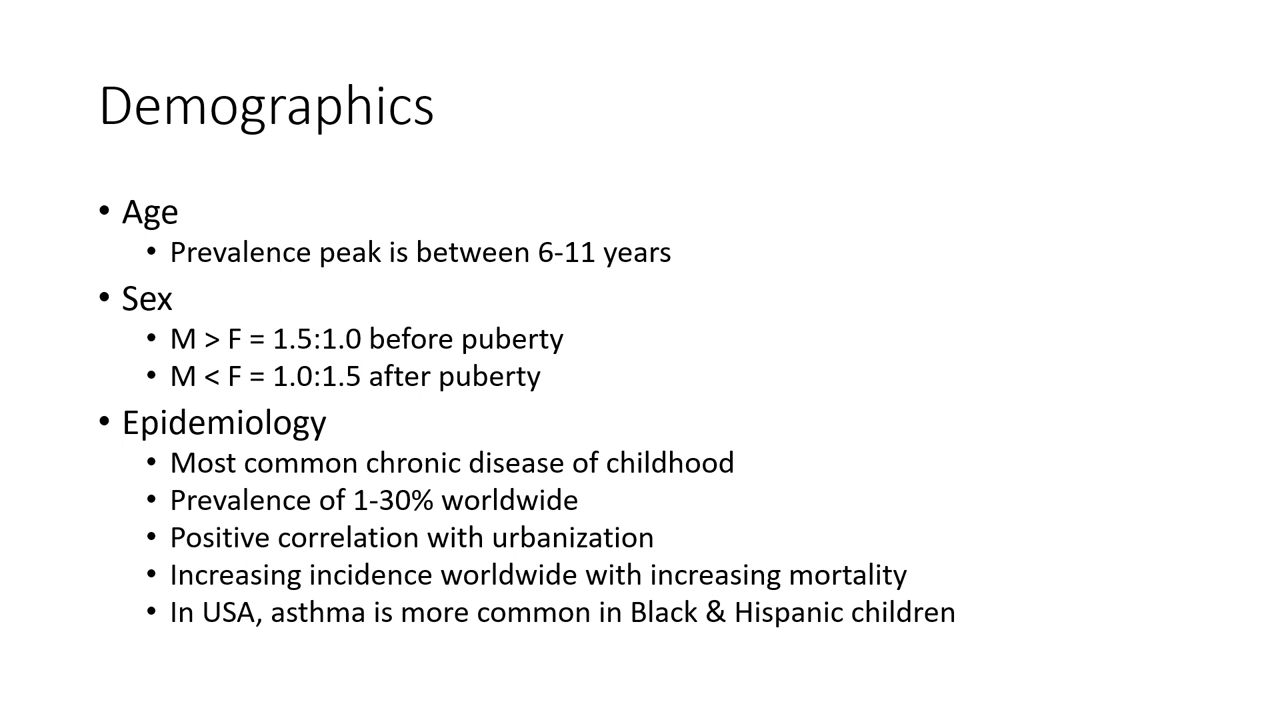 Demographics
• Age
• Prevalence peak is between 6-11 years
• Sex
• M > F = 1.5:1.0 before puberty
• M < F = 1.0:1.5 after puberty
• Epidemiology
• Most common chronic disease of childhood
• Prevalence of 1-30% worldwide
• Positive correlation with urbanization
• Increasing incidence worldwide with increasing mortality
• In USA, asthma is more common in Black & Hispanic children